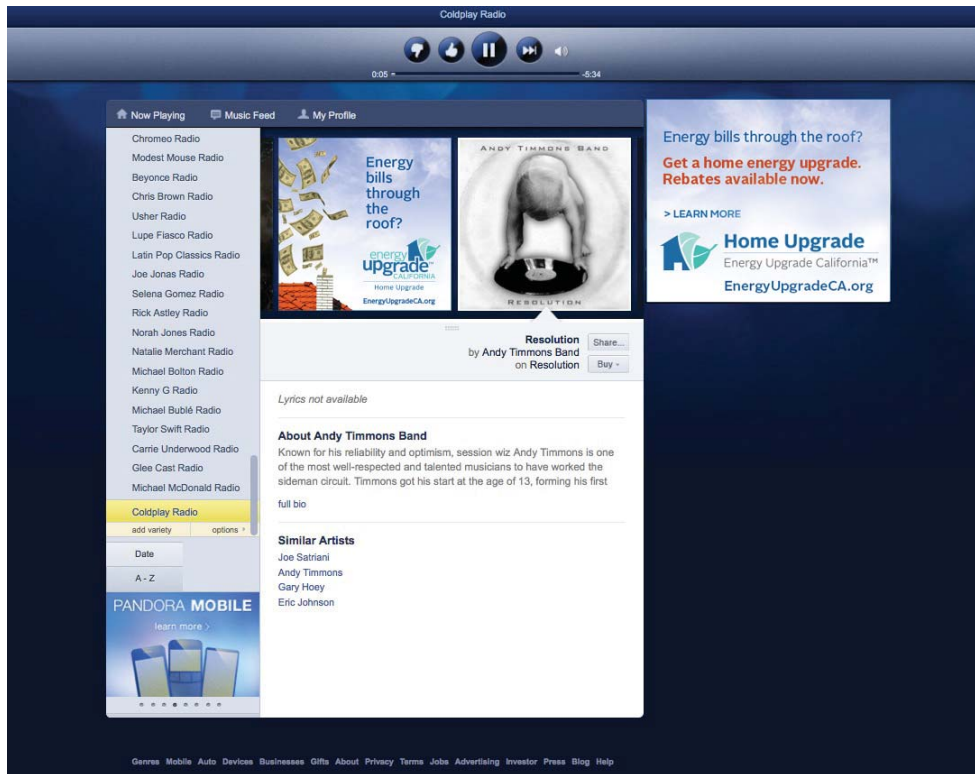 Coldplay Radio
0:05
-5:34
Now Playing Music Feed My Profile
Chromeo Radio
Modest Mouse Radio
Beyonce Radio
Chris Brown Radio
Usher Radio
Lupe Fiasco Radio
Latin Pop Classics Radio
Joe Jonas Radio
Selena Gomez Radio
Rick Astley Radio
Norah Jones Radio
Natalie Merchant Radio
Michael Bolton Radio
Kenny G Radio
Michael Bublé Radio
Taylor Swift Radio
Carrie Underwood Radio
Glee Cast Radio
Michael McDonald Radio
Coldplay Radio
add variety options
Date
A - Z
PANDORA MOBILE
learn more >
Energy
bills
through
the
roof?
energy
upgrade™
CALIFORNIA
Home Upgrade
EnergyUpgradeCA.org
ANDY TIMMONS BAND
RESOLUTION
Resolution
by Andy Timmons Band
on Resolution
Share...
Buy
Lyrics not available
About Andy Timmons Band
Known for his reliability and optimism, session wiz Andy Timmons is one
of the most well-respected and talented musicians to have worked the
sideman circuit. Timmons got his start at the age of 13, forming his first
full bio
Similar Artists
Joe Satriani
Andy Timmons
Gary Hoey
Eric Johnson
Energy bills through the roof?
Get a home energy upgrade.
Rebates available now.
> LEARN MORE
Home Upgrade
Energy Upgrade California™
EnergyUpgradeCA.org
Genres Mobile Auto Devices Businesses Gifts About Privacy Terms Jobs Advertising Investor Press Blog Help